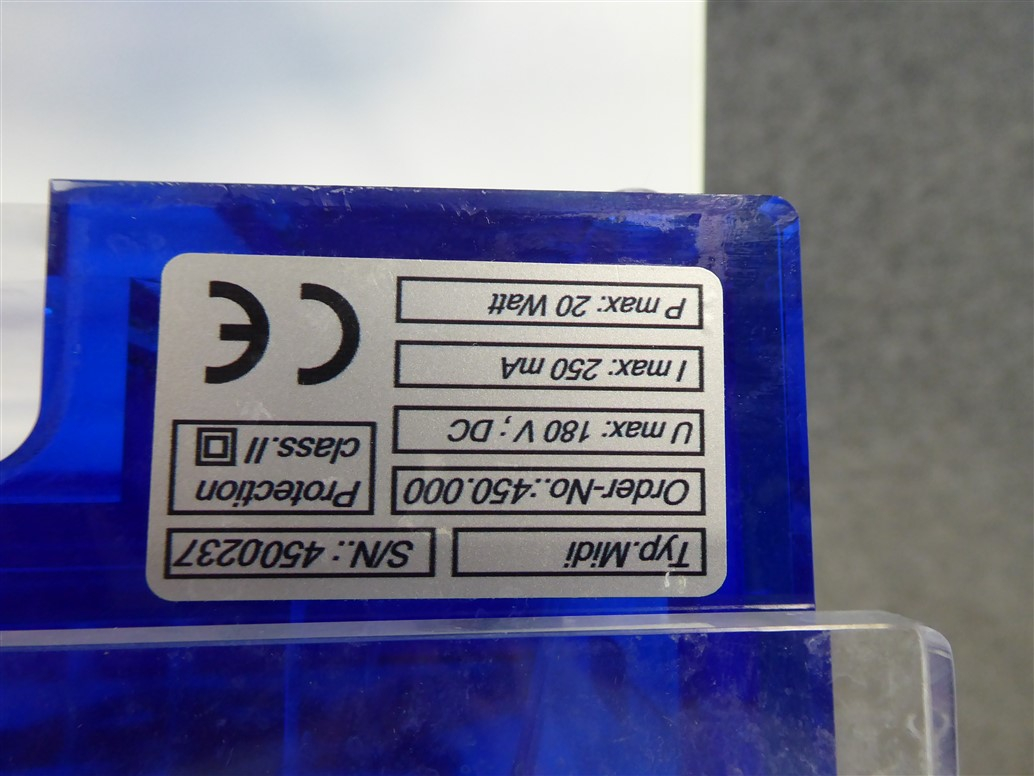 Typ.Midi
S/N.: 4500237
Order-No.:450.000
Protection
class.II
U max: 180 V ; DC
I max: 250 mA
P max: 20 Watt
CE